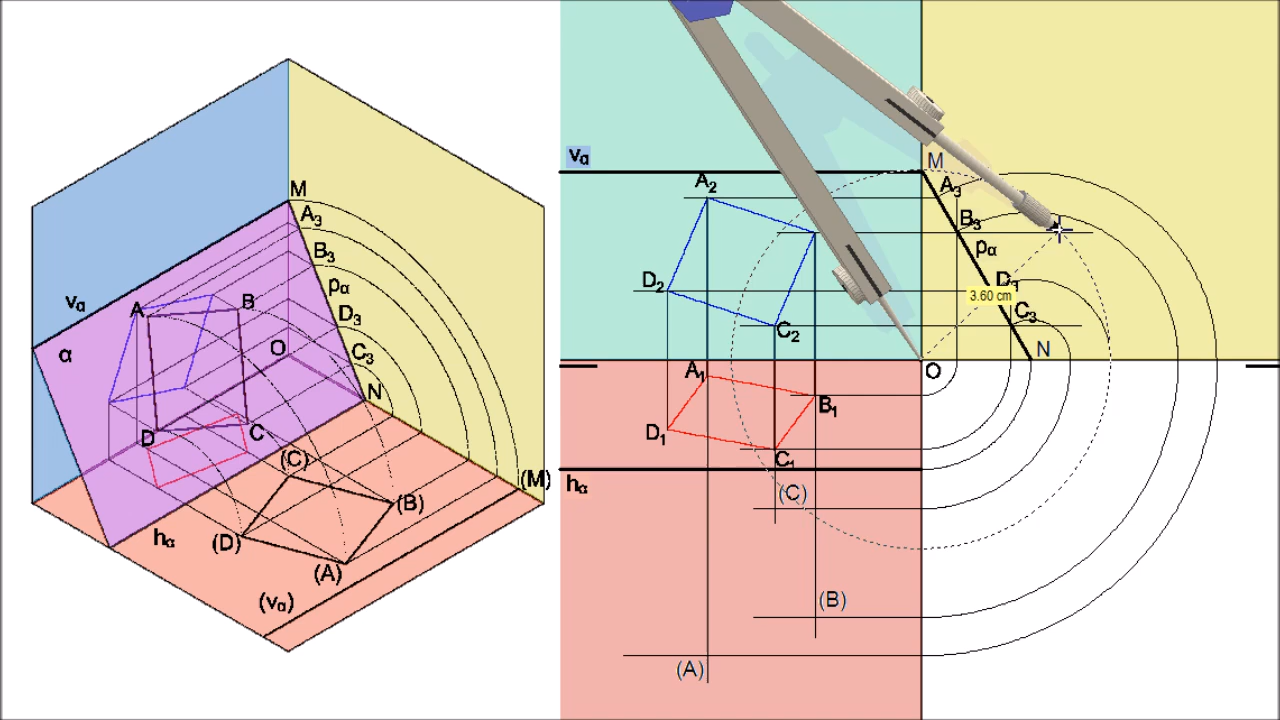 M
A₃
B₃
pα
vα
A
B
D₃
α
O
C₃
N
D
C
(C)
(M)
(B)
hα
(D)
(A)
(vα)
vα
M
A₂
A₃
B₃
pα
D₂
D₃
3.60 cm
C₃
C₂
N
A₁
O
B₁
D₁
C₁
hα
(C)
(B)
(A)